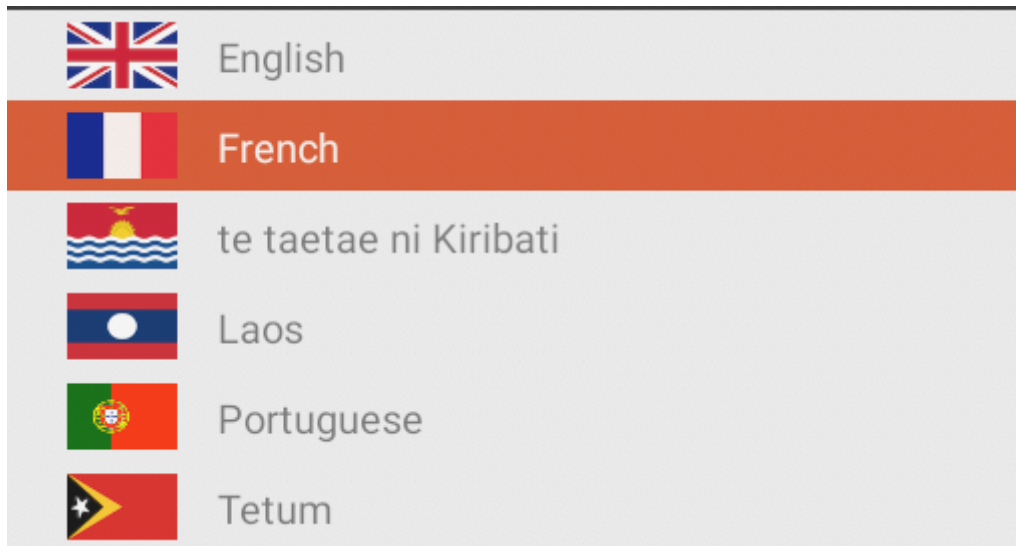 English
French
te taetae ni Kiribati
Laos
Portuguese
Tetum